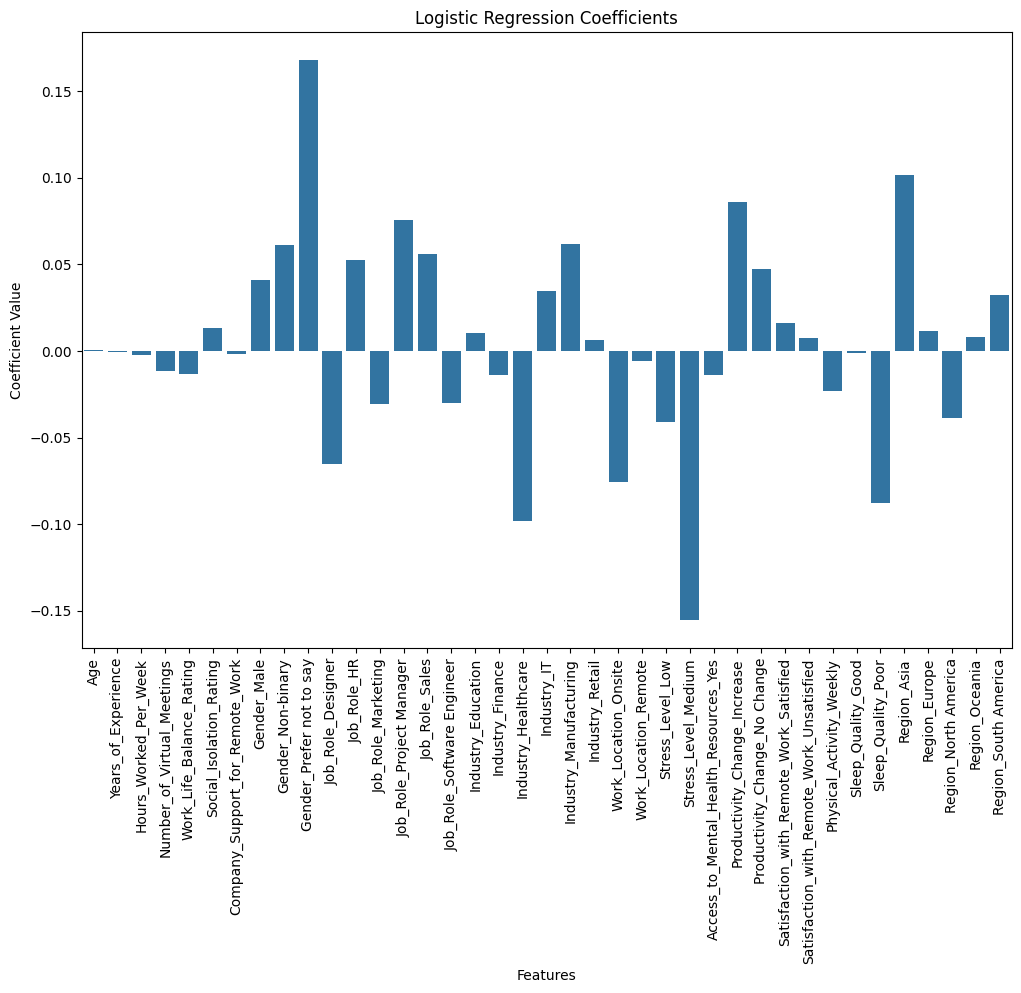 Logistic Regression Coefficients
Coefficient Value
0.15
0.10
0.05
0.00
−0.05
−0.10
−0.15
Age
Years_of_Experience
Hours_Worked_Per_Week
Number_of_Virtual_Meetings
Work_Life_Balance_Rating
Social_Isolation_Rating
Company_Support_for_Remote_Work
Gender_Male
Gender_Non-binary
Gender_Prefer not to say
Job_Role_Designer
Job_Role_HR
Job_Role_Marketing
Job_Role_Project Manager
Job_Role_Sales
Job_Role_Software Engineer
Industry_Education
Industry_Finance
Industry_Healthcare
Industry_IT
Industry_Manufacturing
Industry_Retail
Work_Location_Onsite
Work_Location_Remote
Stress_Level_Low
Stress_Level_Medium
Access_to_Mental_Health_Resources_Yes
Productivity_Change_Increase
Productivity_Change_No Change
Satisfaction_with_Remote_Work_Satisfied
Satisfaction_with_Remote_Work_Unsatisfied
Physical_Activity_Weekly
Sleep_Quality_Good
Sleep_Quality_Poor
Region_Asia
Region_Europe
Region_North America
Region_Oceania
Region_South America
Features